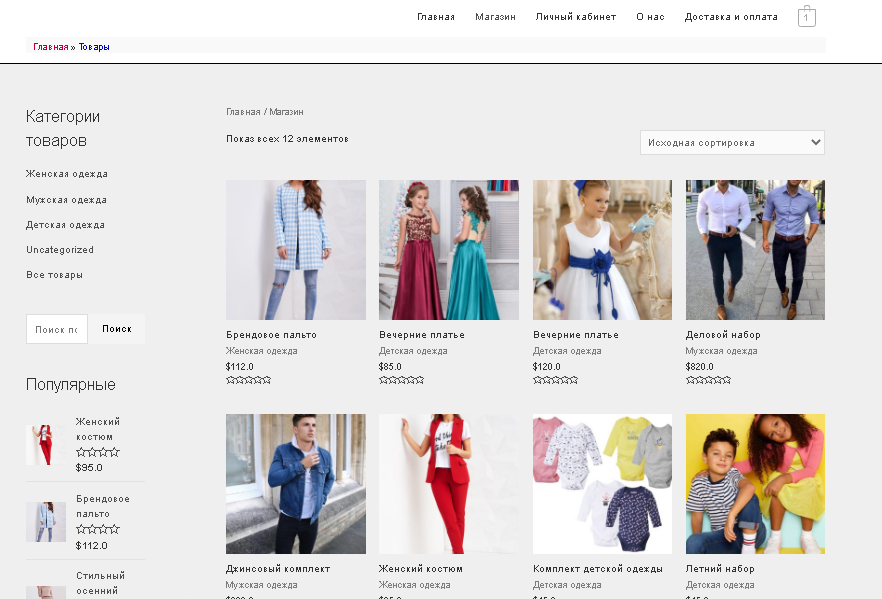 Главная Магазин Личный кабинет О нас Доставка и оплата 1
Главная » Товары
Категории
товаров
Женская одежда
Мужская одежда
Детская одежда
Uncategorized
Все товары
Поиск по Поиск
Популярные
Женский
костюм
$95.0
Брендовое
пальто
$112.0
Стильный
осенний
Главная / Магазин
Показ всех 12 элементов
Исходная сортировка
Брендовое пальто
Женская одежда
$112.0
Вечерние платье
Детская одежда
$85.0
Вечерние платье
Детская одежда
$120.0
Деловой набор
Мужская одежда
$820.0
Джинсовый комплект
Мужская одежда
Женский костюм
Женская одежда
Комплект детской одежды
Детская одежда
Летний набор
Детская одежда